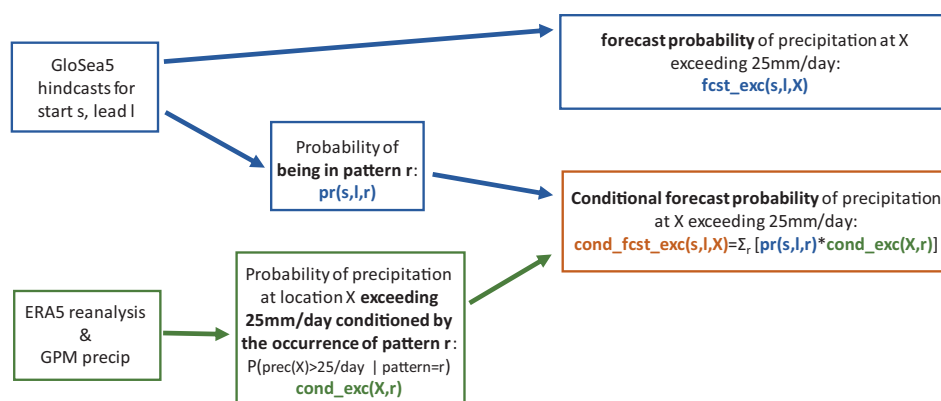 GloSea5
hindcasts for
start s, lead l
forecast probability of precipitation at X
exceeding 25mm/day:
fcst_exc(s,l,X)
Probability of
being in pattern r:
pr(s,l,r)
Conditional forecast probability of precipitation
at X exceeding 25mm/day:
cond_fcst_exc(s,l,X)=Σr [pr(s,l,r)*cond_exc(X,r)]
ERA5 reanalysis
&
GPM precip
Probability of precipitation
at location X exceeding
25mm/day conditioned by
the occurrence of pattern r:
P(prec(X)>25/day | pattern=r)
cond_exc(X,r)